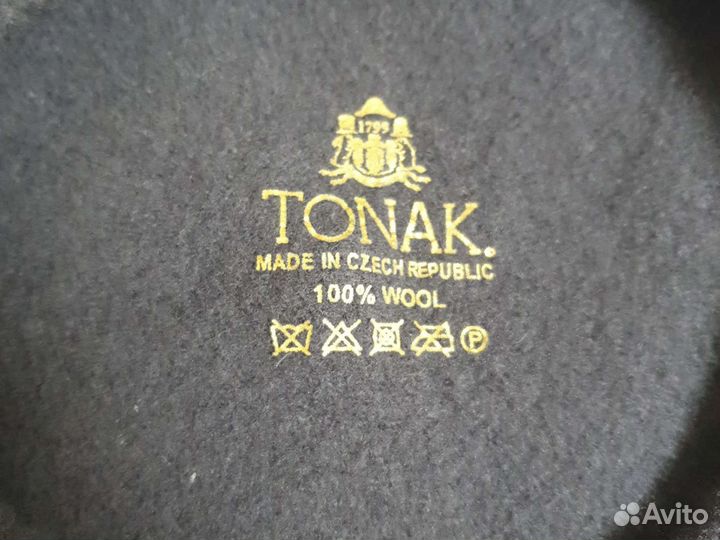 1799
TONAK.
MADE IN CZECH REPUBLIC
100% WOOL
P
Avito